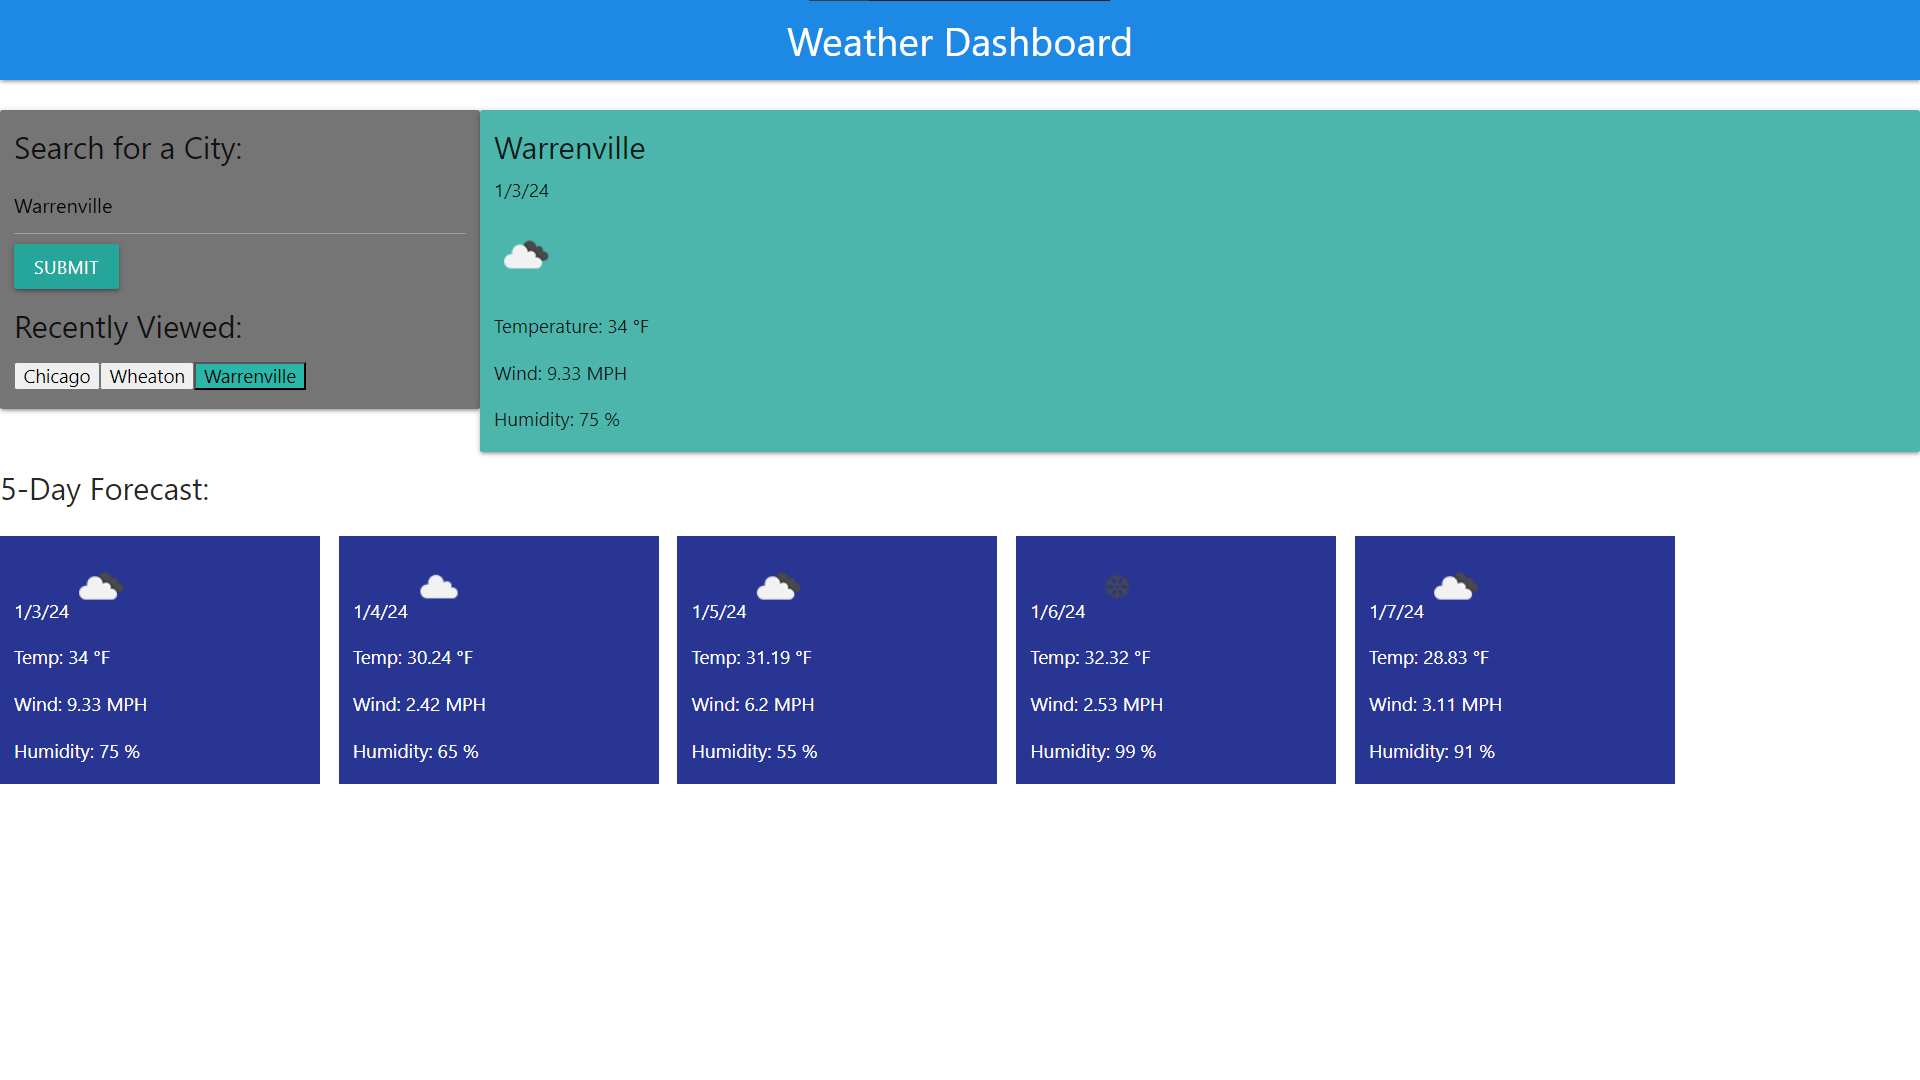 Weather Dashboard
Search for a City:
Warrenville
SUBMIT
Recently Viewed:
Chicago Wheaton Warrenville
Warrenville
1/3/24
Temperature: 34 °F
Wind: 9.33 MPH
Humidity: 75 %
5-Day Forecast:
1/3/24
Temp: 34 °F
Wind: 9.33 MPH
Humidity: 75 %
1/4/24
Temp: 30.24 °F
Wind: 2.42 MPH
Humidity: 65 %
1/5/24
Temp: 31.19 °F
Wind: 6.2 MPH
Humidity: 55 %
1/6/24
Temp: 32.32 °F
Wind: 2.53 MPH
Humidity: 99 %
1/7/24
Temp: 28.83 °F
Wind: 3.11 MPH
Humidity: 91 %